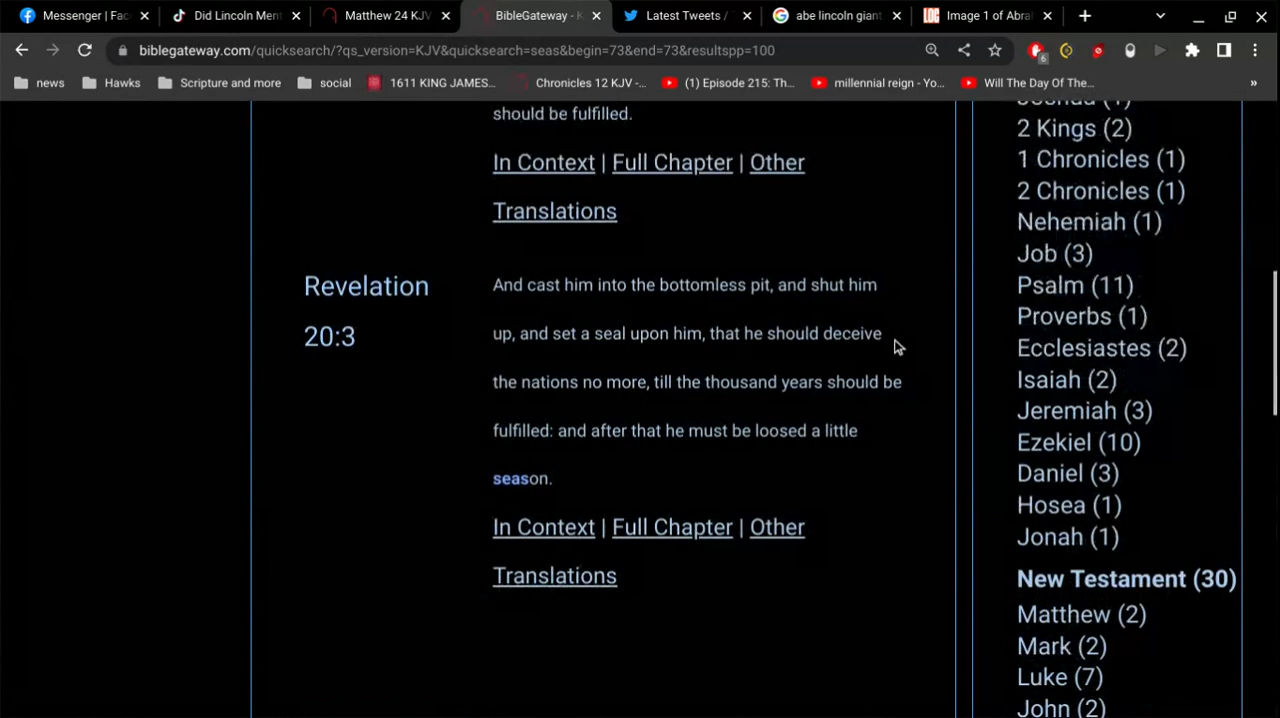 Messenger | Fac
Did Lincoln Ment
Matthew 24 KJV
BibleGateway - K
Latest Tweets /
abe lincoln giant
LOC
Image 1 of Abra
biblegateway.com/quicksearch/?qs_version=KJV&quicksearch=seas&begin=73&end=73&resultspp=100
6
news
Hawks
Scripture and more
social
1611 KING JAMES...
Chronicles 12 KJV -...
(1) Episode 215: Th...
millennial reign - Yo...
Will The Day Of The...
»
should be fulfilled.
In Context | Full Chapter | Other
Translations
Revelation
20:3
And cast him into the bottomless pit, and shut him
up, and set a seal upon him, that he should deceive
the nations no more, till the thousand years should be
fulfilled: and after that he must be loosed a little
season.
In Context | Full Chapter | Other
Translations
Joshua (1)
2 Kings (2)
1 Chronicles (1)
2 Chronicles (1)
Nehemiah (1)
Job (3)
Psalm (11)
Proverbs (1)
Ecclesiastes (2)
Isaiah (2)
Jeremiah (3)
Ezekiel (10)
Daniel (3)
Hosea (1)
Jonah (1)
New Testament (30)
Matthew (2)
Mark (2)
Luke (7)
John (2)